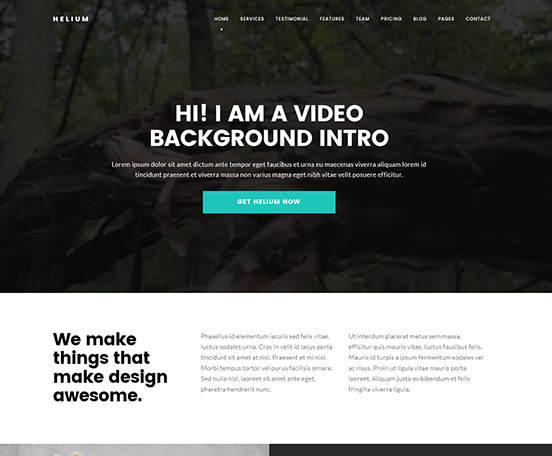 HELIUM
HOME SERVICES TESTIMONIAL FEATURES TEAM PRICING BLOG PAGES CONTACT
HI! I AM A VIDEO
BACKGROUND INTRO
Lorem ipsum dolor sit amet dictum ante tempor eget faucibus et urna eu maecenas viverra aliquam lorem id
tincidunt praesent et viverra massa non varius magna eget nibh vitae velit posuere efficitur.
GET HELIUM NOW
We make
things that
make design
awesome.
Phasellus id elementum iaculis sed felis vitae,
luctus sodales urna. Cras in velit id lacus porta
tincidunt sit amet at nisl. Praesent et mi nisl.
Morbi tempus tortor vel purus facilisis ornare.
Sed nulla nisl, laoreet sit amet ante eget,
pharetra hendrerit nunc.
Ut interdum placerat metus sem massa,
efficitur quis mauris vitae, luctus faucibus felis.
Mauris id turpis a ipsum fermentum sodales vel
ac risus. Proin ut ligula vitae mauris porta
laoreet. Aliquam justo ex bibendum et felis
fringilla viverra ligula.